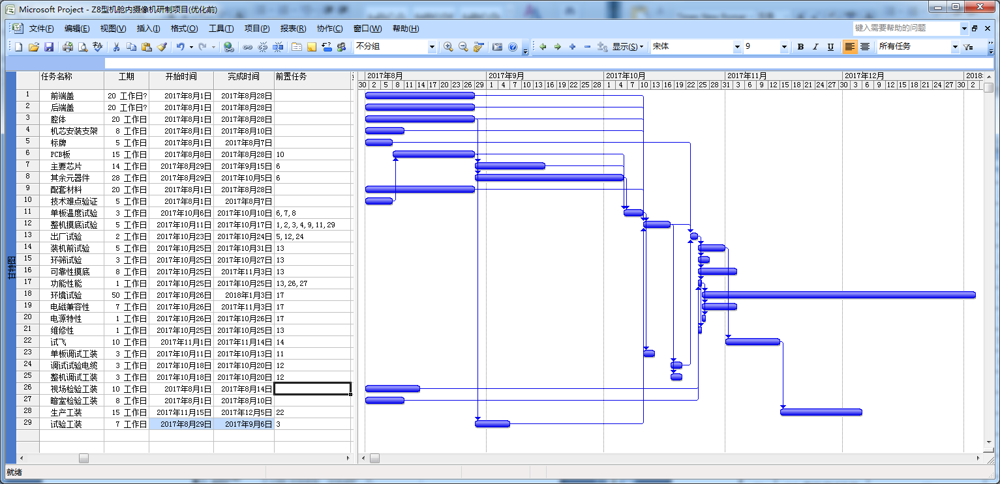 Microsoft Project - Z8型机舱内摄像机研制项目(优化前)
文件(F) 编辑(E) 视图(V) 插入(I) 格式(O) 工具(T) 项目(P) 报表(R) 协作(C) 窗口(W) 帮助(H) 键入需要帮助的问题
不分组 显示(S) 宋体 9 B I U 所有任务
任务名称 工期 开始时间 完成时间 前置任务 2017年8月 2017年9月 2017年10月 2017年11月 2017年12月 2018
30 2 5 8 11 14 17 20 23 26 29 1 4 7 10 13 16 19 22 25 28 1 4 7 10 13 16 19 22 25 28 31 3 6 9 12 15 18 21 24 27 30 3 6 9 12 15 18 21 24 27 30 2
1 前端盖 20 工作日? 2017年8月1日 2017年8月28日
2 后端盖 20 工作日? 2017年8月1日 2017年8月28日
3 腔体 20 工作日 2017年8月1日 2017年8月28日
4 机芯安装支架 8 工作日 2017年8月1日 2017年8月10日
5 标牌 5 工作日 2017年8月1日 2017年8月7日
6 PCB板 15 工作日 2017年8月8日 2017年8月28日 10
7 主要芯片 14 工作日 2017年8月29日 2017年9月15日 6
8 其余元器件 28 工作日 2017年8月29日 2017年10月5日 6
9 配套材料 20 工作日 2017年8月1日 2017年8月28日
10 技术难点验证 5 工作日 2017年8月1日 2017年8月7日
11 单板温度试验 3 工作日 2017年10月6日 2017年10月10日 6,7,8
12 整机摸底试验 5 工作日 2017年10月11日 2017年10月17日 1,2,3,4,9,11,29
13 出厂试验 2 工作日 2017年10月23日 2017年10月24日 5,12,24
14 装机前试验 5 工作日 2017年10月25日 2017年10月31日 13
15 环筛试验 3 工作日 2017年10月25日 2017年10月27日 13
16 可靠性摸底 8 工作日 2017年10月25日 2017年11月3日 13
17 功能性能 1 工作日 2017年10月25日 2017年10月25日 13,26,27
18 环境试验 50 工作日 2017年10月26日 2018年1月3日 17
19 电磁兼容性 7 工作日 2017年10月26日 2017年11月3日 17
20 电源特性 1 工作日 2017年10月26日 2017年10月26日 17
21 维修性 1 工作日 2017年10月25日 2017年10月25日 13
22 试飞 10 工作日 2017年11月1日 2017年11月14日 14
23 单板调试工装 3 工作日 2017年10月11日 2017年10月13日 11
24 调试试验电缆 3 工作日 2017年10月18日 2017年10月20日 12
25 整机调试工装 3 工作日 2017年10月18日 2017年10月20日 12
26 视场检验工装 10 工作日 2017年8月1日 2017年8月14日
27 暗室检验工装 8 工作日 2017年8月1日 2017年8月10日
28 生产工装 15 工作日 2017年11月15日 2017年12月5日 22
29 试验工装 7 工作日 2017年8月29日 2017年9月6日 3
甘特图
就绪